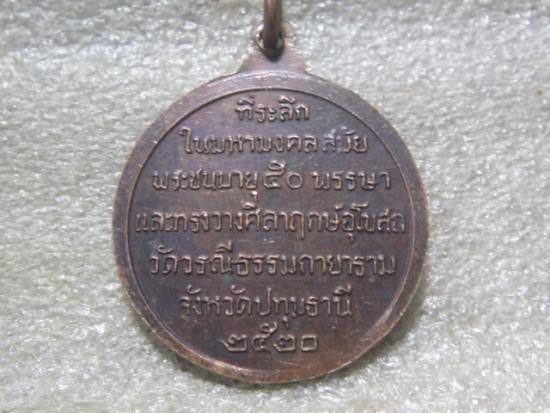 ที่ระลึก
ในมหามงคลสมัย
พระชนมายุ ๕๐ พรรษา
และทรงวางศิลาฤกษ์อุโบสถ
วัดวรณีธรรมกายาราม
จังหวัดปทุมธานี
๒๕๒๐